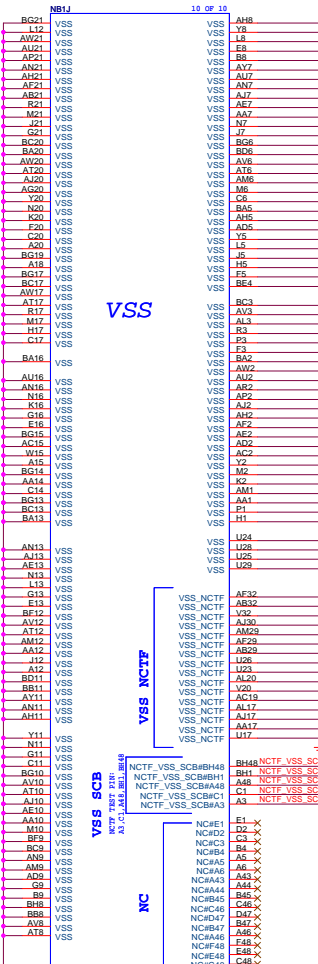 NB1J
10 OF 10
BG21 VSS VSS AH8
L12 VSS VSS Y8
AW21 VSS VSS L8
AU21 VSS VSS E8
AP21 VSS VSS B8
AN21 VSS VSS AY7
AH21 VSS VSS AU7
AF21 VSS VSS AN7
AB21 VSS VSS AJ7
R21 VSS VSS AE7
M21 VSS VSS AA7
J21 VSS VSS N7
G21 VSS VSS J7
BC20 VSS VSS BG6
BA20 VSS VSS BD6
AW20 VSS VSS AV6
AT20 VSS VSS AT6
AJ20 VSS VSS AM6
AG20 VSS VSS M6
Y20 VSS VSS C6
N20 VSS VSS BA5
K20 VSS VSS AH5
F20 VSS VSS AD5
C20 VSS VSS Y5
A20 VSS VSS L5
BG19 VSS VSS J5
A18 VSS VSS H5
BG17 VSS VSS F5
BC17 VSS VSS BE4
AW17 VSS
AT17 VSS VSS BC3
R17 VSS VSS AV3
M17 VSS VSS AL3
H17 VSS VSS R3
C17 VSS VSS P3
VSS F3
BA16 VSS VSS BA2
VSS AW2
AU16 VSS VSS AU2
AN16 VSS VSS AR2
N16 VSS VSS AP2
K16 VSS VSS AJ2
G16 VSS VSS AH2
E16 VSS VSS AF2
BG15 VSS VSS AE2
AC15 VSS VSS AD2
W15 VSS VSS AC2
A15 VSS VSS Y2
BG14 VSS VSS M2
AA14 VSS VSS K2
C14 VSS VSS AM1
BG13 VSS VSS AA1
BC13 VSS VSS P1
BA13 VSS VSS H1
VSS
VSS U24
AN13 VSS VSS U28
AJ13 VSS VSS U25
AE13 VSS VSS U29
N13 VSS
L13 VSS
G13 VSS VSS_NCTF AF32
E13 VSS VSS_NCTF AB32
BF12 VSS VSS_NCTF V32
AV12 VSS VSS_NCTF AJ30
AT12 VSS VSS_NCTF AM29
AM12 VSS VSS_NCTF AF29
AA12 VSS VSS_NCTF AB29
J12 VSS VSS_NCTF U26
A12 VSS VSS_NCTF U23
BD11 VSS VSS_NCTF AL20
BB11 VSS VSS_NCTF V20
AY11 VSS VSS_NCTF AC19
AN11 VSS VSS_NCTF AL17
AH11 VSS VSS_NCTF AJ17
VSS_NCTF AA17
Y11 VSS VSS_NCTF U17
VSS NCTF
N11 VSS
G11 VSS
C11 VSS NCTF_VSS_SCB#BH48 BH48 NCTF_VSS_SC
BG10 VSS NCTF_VSS_SCB#BH1 BH1 NCTF_VSS_SC
AV10 VSS NCTF_VSS_SCB#A48 A48 NCTF_VSS_SC
AT10 VSS NCTF_VSS_SCB#C1 C1 NCTF_VSS_SC
AJ10 VSS NCTF_VSS_SCB#A3 A3 NCTF_VSS_SC
VSS SCB
NCTF TEST PIN:
A3,C1,A48,BH1,BH48
AE10 VSS
AA10 VSS NC#E1 E1
M10 VSS NC#D2 D2
BF9 VSS NC#C3 C3
BC9 VSS NC#B4 B4
AN9 VSS NC#A5 A5
AM9 VSS NC#A6 A6
AD9 VSS NC#A43 A43
G9 VSS NC#A44 A44
B9 VSS NC#B45 B45
BH8 VSS NC#C46 C46
BB8 VSS NC#D47 D47
AV8 VSS NC#B47 B47
AT8 VSS NC#A46 A46
NC#F48 F48
NC#E48 E48
NC#C48 C48
NC